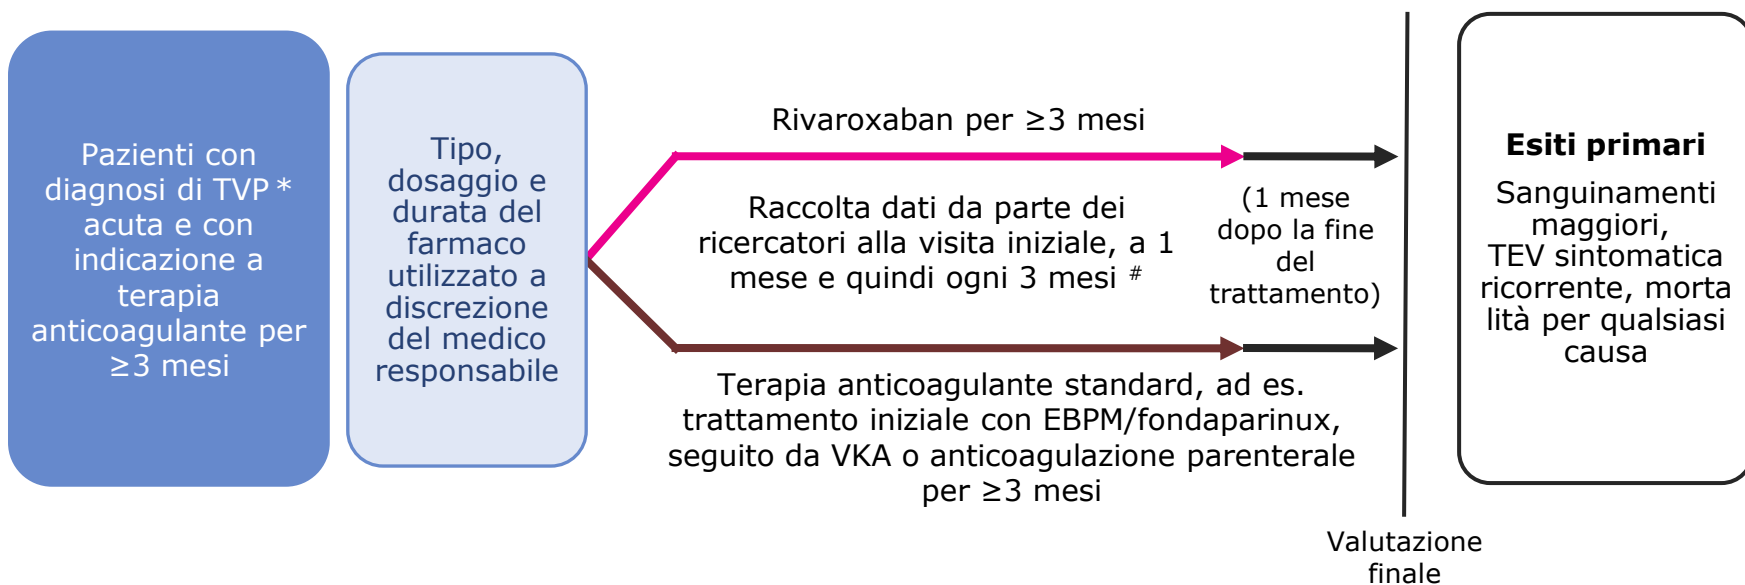 Pazienti con
diagnosi di TVP *
acuta e con
indicazione a
terapia
anticoagulante per
≥3 mesi
Tipo,
dosaggio e
durata del
farmaco
utilizzato a
discrezione
del medico
responsabile
Rivaroxaban per ≥3 mesi
Raccolta dati da parte dei
ricercatori alla visita iniziale, a 1
mese e quindi ogni 3 mesi #
(1 mese
dopo la fine
del
trattamento)
Terapia anticoagulante standard, ad es.
trattamento iniziale con EBPM/fondaparinux,
seguito da VKA o anticoagulazione parenterale
per ≥3 mesi
Valutazione
finale
Esiti primari
Sanguinamenti
maggiori,
TEV sintomatica
ricorrente, morta
lità per qualsiasi
causa